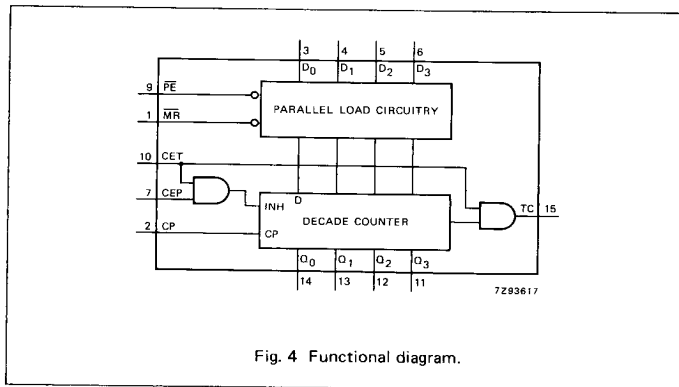 3 4 5 6
D0 D1 D2 D3
9 PE
PARALLEL LOAD CIRCUITRY
1 MR
10 CET
7 CEP
D
INH
TC 15
DECADE COUNTER
2 CP
CP
Q0 Q1 Q2 Q3
14 13 12 11
7Z93617
Fig. 4 Functional diagram.